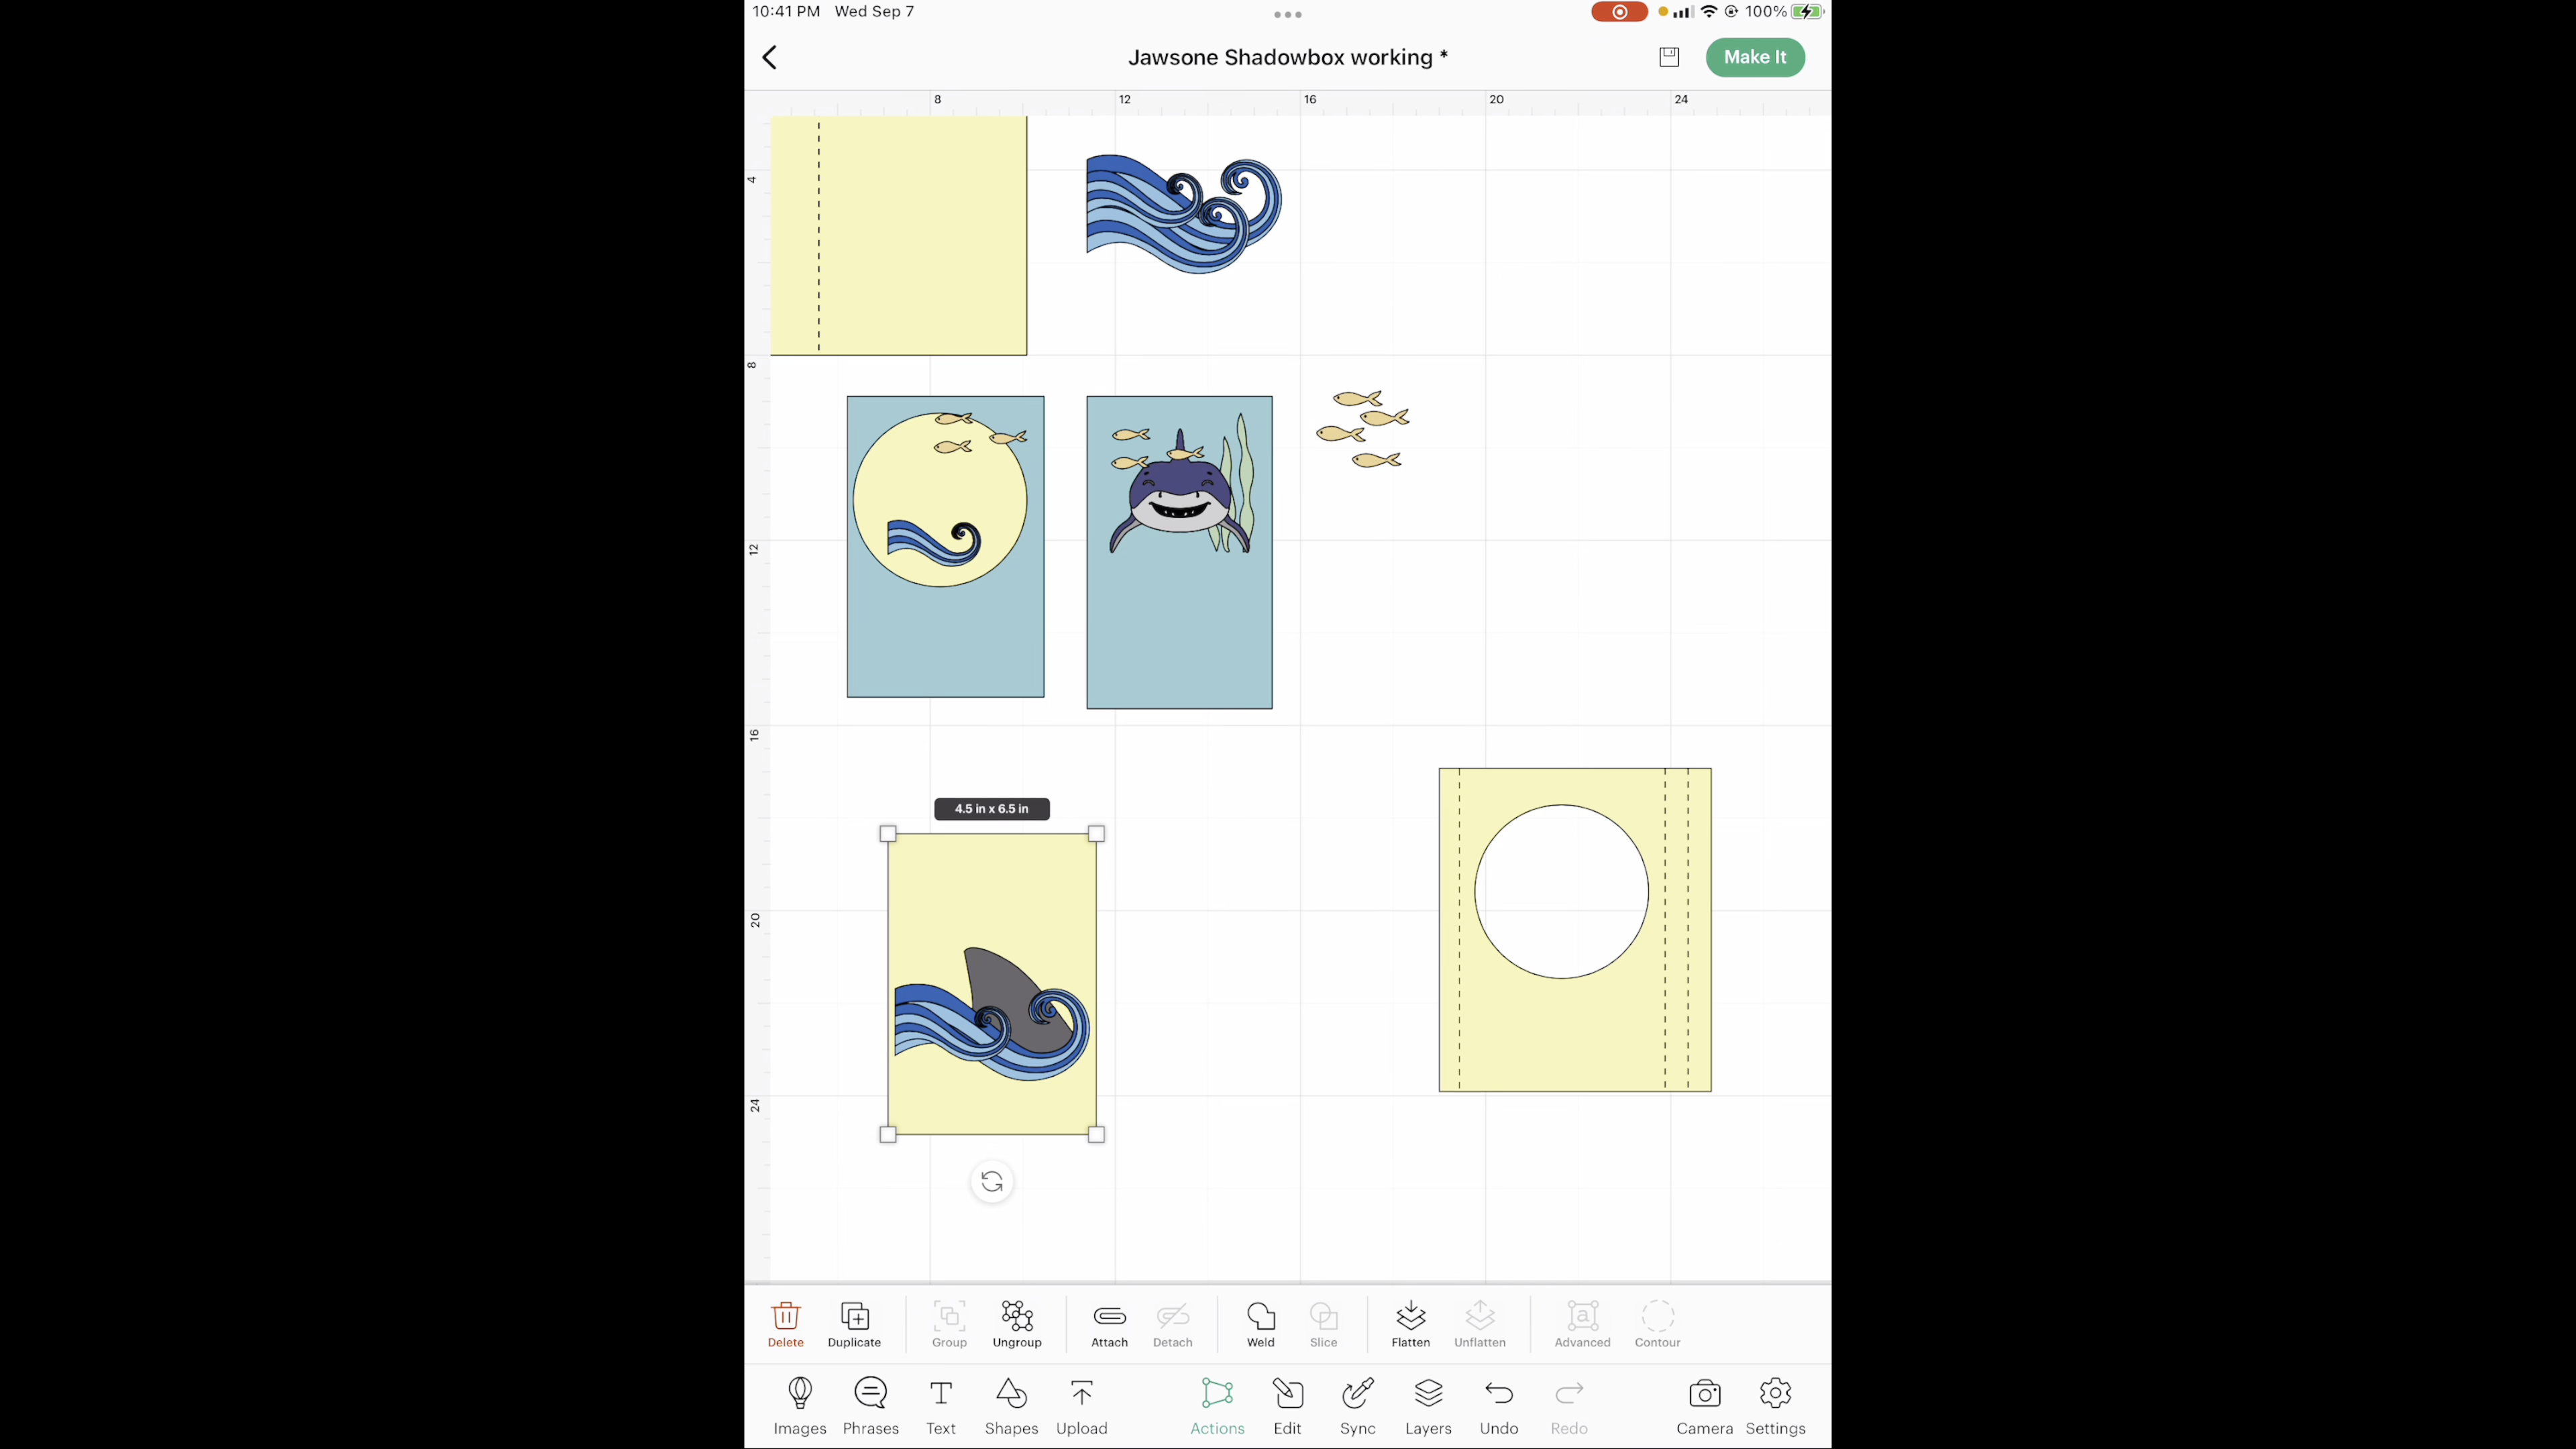 10:41 PM Wed Sep 7
100%
Jawsone Shadowbox working *
Make It
8 12 16 20 24
4
8
12
16
4.5 in x 6.5 in
20
24
Delete Duplicate Group Ungroup Attach Detach Weld Slice Flatten Unflatten Advanced Contour
Images Phrases Text Shapes Upload Actions Edit Sync Layers Undo Redo Camera Settings